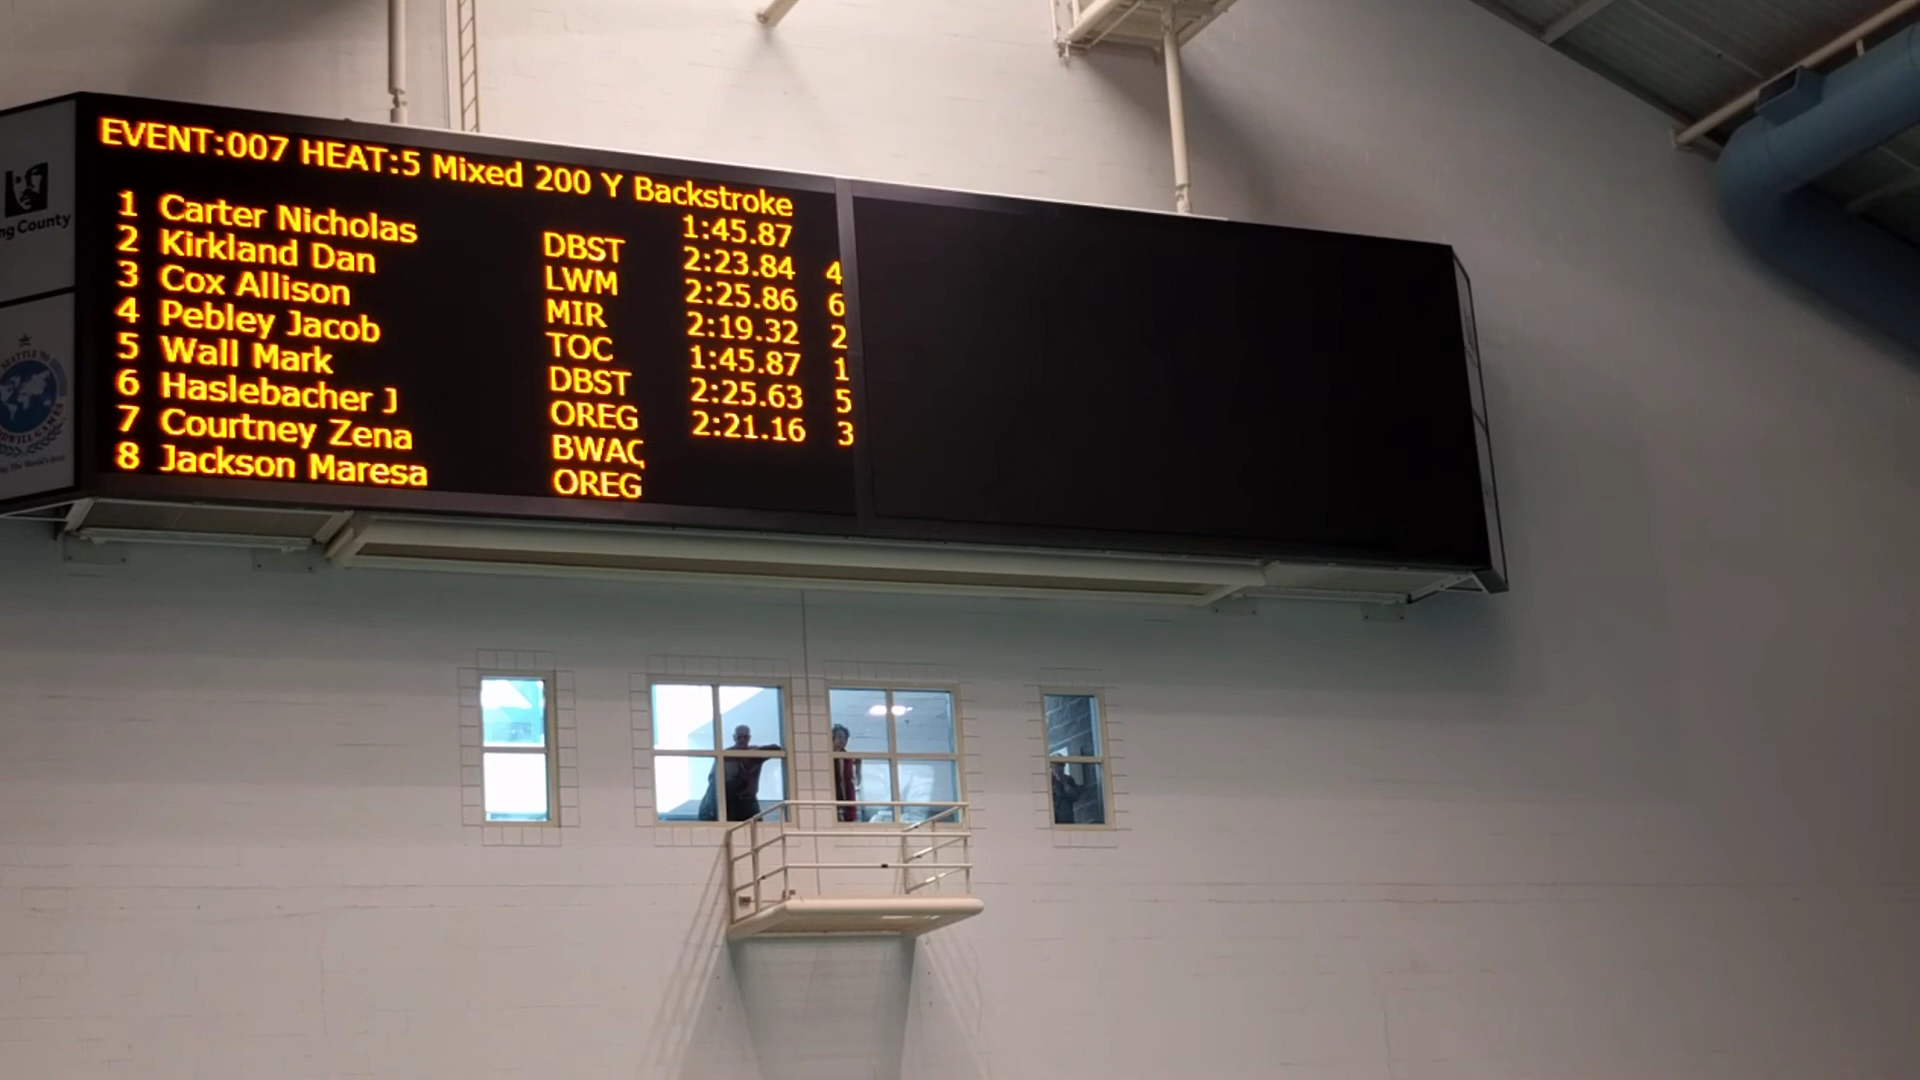 EVENT:007 HEAT:5 Mixed 200 Y Backstroke
1:45.87
1 Carter Nicholas DBST 2:23.84 4
2 Kirkland Dan LWM 2:25.86 6
3 Cox Allison MIR 2:19.32 2
4 Pebley Jacob TOC 1:45.87 1
5 Wall Mark DBST 2:25.63 5
6 Haslebacher J OREG 2:21.16 3
7 Courtney Zena BWAQ
8 Jackson Maresa OREG
ng County